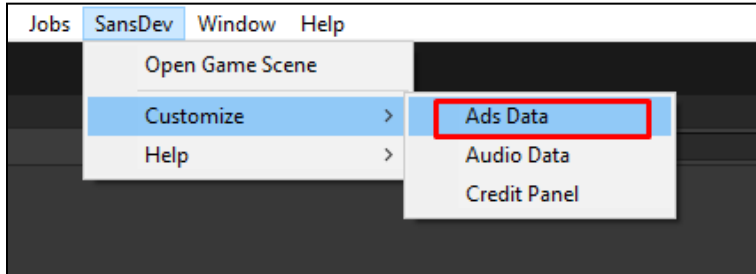 Jobs SansDev Window Help
Open Game Scene
Customize > Ads Data
Help > Audio Data
Credit Panel